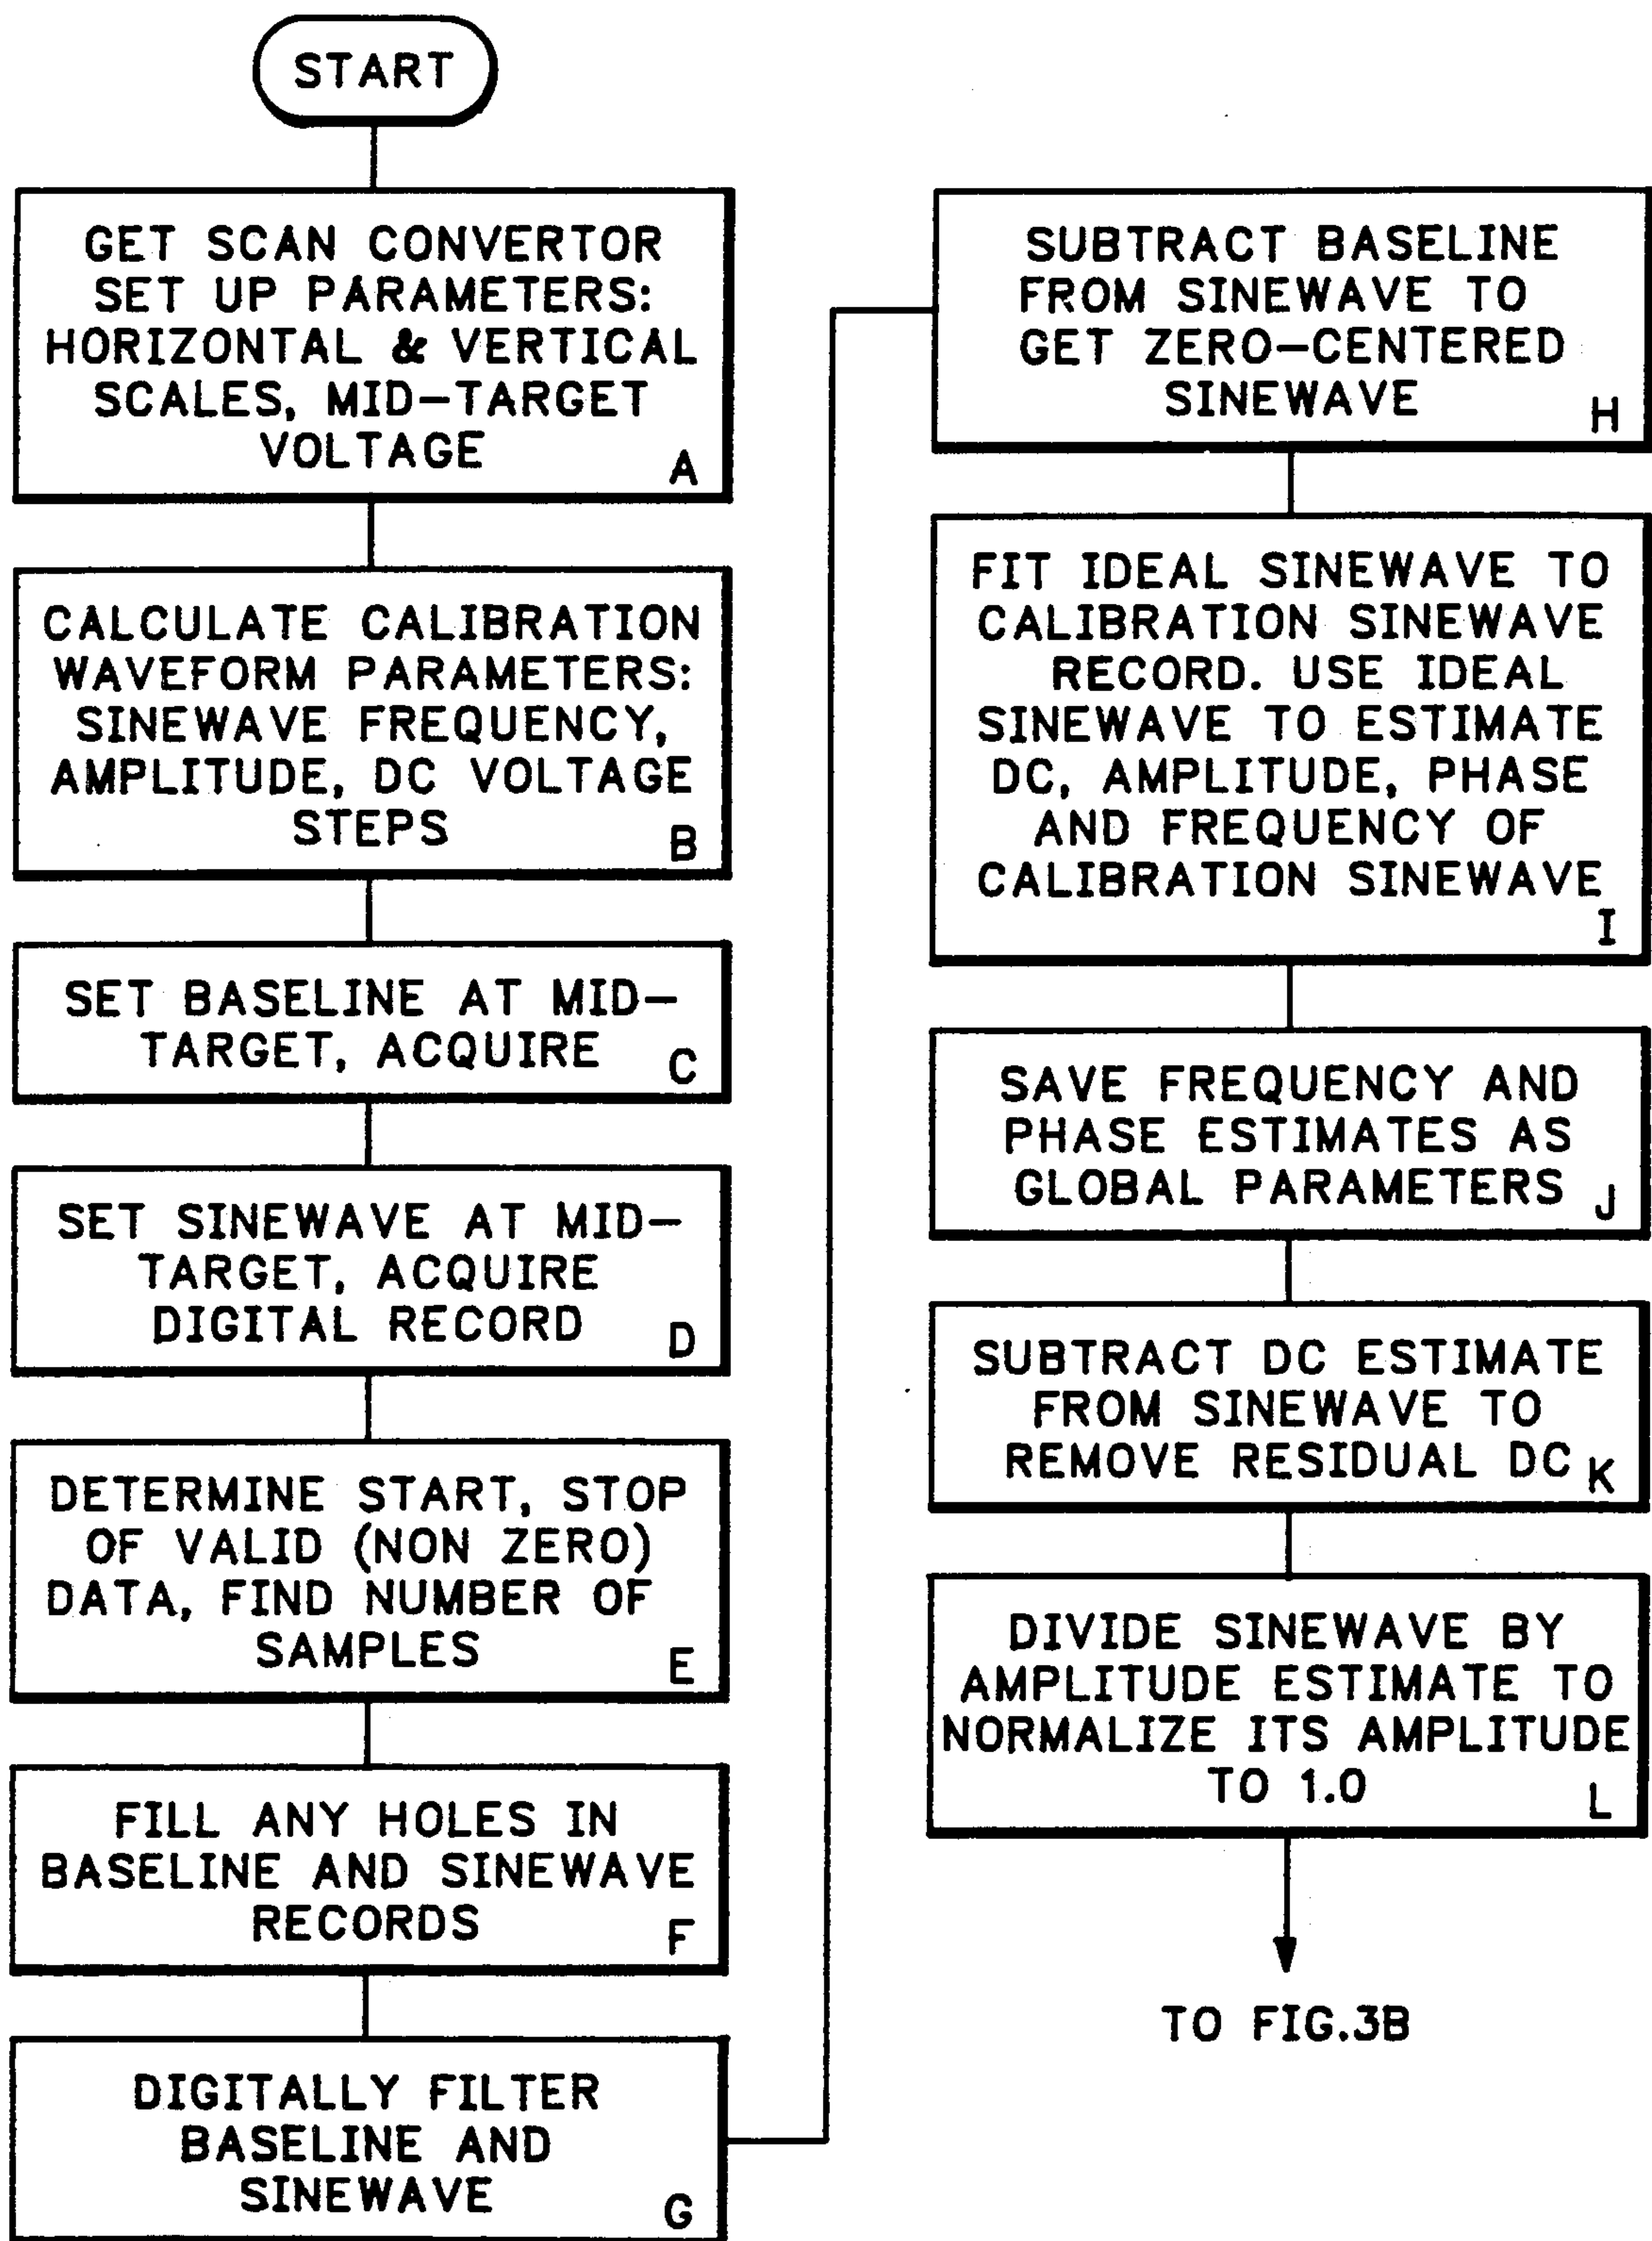 START
GET SCAN CONVERTOR
SET UP PARAMETERS:
HORIZONTAL & VERTICAL
SCALES, MID-TARGET
VOLTAGE
A
CALCULATE CALIBRATION
WAVEFORM PARAMETERS:
SINEWAVE FREQUENCY,
AMPLITUDE, DC VOLTAGE
STEPS
B
SET BASELINE AT MID-
TARGET, ACQUIRE
C
SET SINEWAVE AT MID-
TARGET, ACQUIRE
DIGITAL RECORD
D
DETERMINE START, STOP
OF VALID (NON ZERO)
DATA, FIND NUMBER OF
SAMPLES
E
FILL ANY HOLES IN
BASELINE AND SINEWAVE
RECORDS
F
DIGITALLY FILTER
BASELINE AND
SINEWAVE
G
SUBTRACT BASELINE
FROM SINEWAVE TO
GET ZERO-CENTERED
SINEWAVE
H
FIT IDEAL SINEWAVE TO
CALIBRATION SINEWAVE
RECORD. USE IDEAL
SINEWAVE TO ESTIMATE
DC, AMPLITUDE, PHASE
AND FREQUENCY OF
CALIBRATION SINEWAVE
I
SAVE FREQUENCY AND
PHASE ESTIMATES AS
GLOBAL PARAMETERS
J
SUBTRACT DC ESTIMATE
FROM SINEWAVE TO
REMOVE RESIDUAL DC
K
DIVIDE SINEWAVE BY
AMPLITUDE ESTIMATE TO
NORMALIZE ITS AMPLITUDE
TO 1.0
L
TO FIG.3B